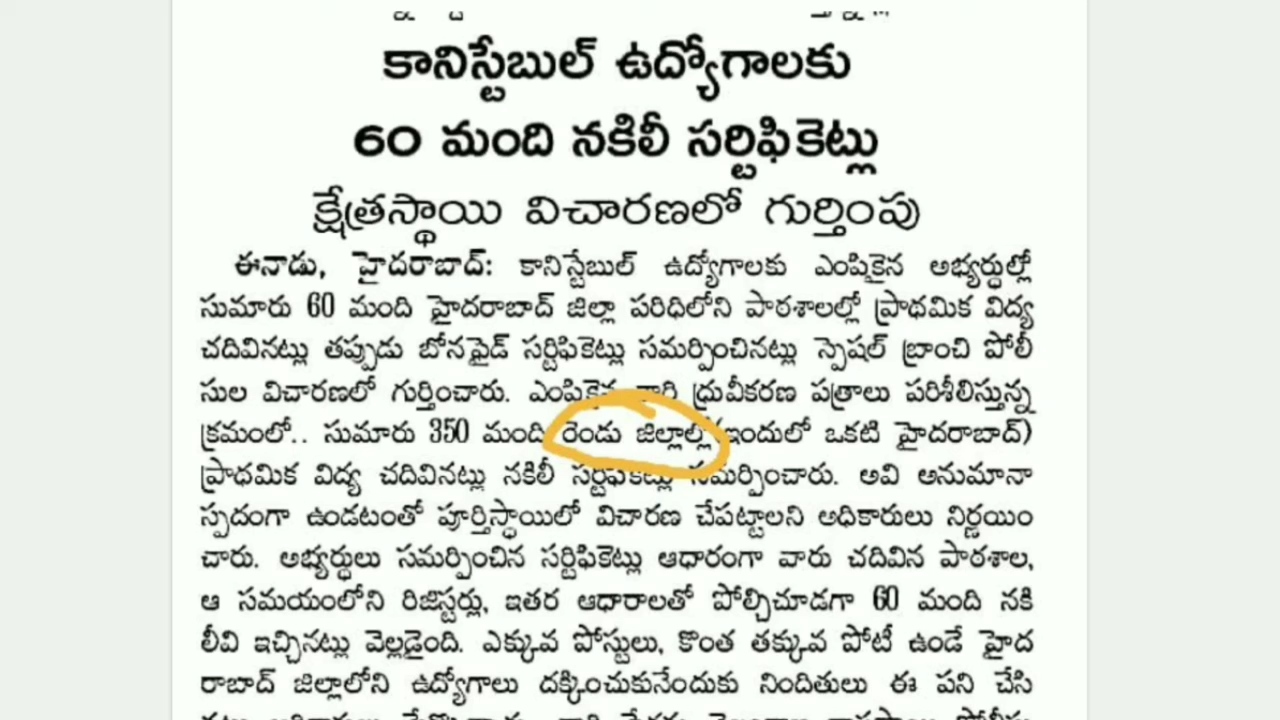 కానిస్టేబుల్ ఉద్యోగాలకు
60 మంది నకిలీ సర్టిఫికెట్లు
క్షేత్రస్థాయి విచారణలో గుర్తింపు
ఈనాడు, హైదరాబాద్: కానిస్టేబుల్ ఉద్యోగాలకు ఎంపికైన అభ్యర్థుల్లో
సుమారు 60 మంది హైదరాబాద్ జిల్లా పరిధిలోని పాఠశాలల్లో ప్రాథమిక విద్య
చదివినట్లు తప్పుడు బోనఫైడ్ సర్టిఫికెట్లు సమర్పించినట్లు స్పెషల్ బ్రాంచి పోలీ
సుల విచారణలో గుర్తించారు. ఎంపికైన వారి ధ్రువీకరణ పత్రాలు పరిశీలిస్తున్న
క్రమంలో.. సుమారు 350 మంది రెండు జిల్లాల్లో(ఇందులో ఒకటి హైదరాబాద్)
ప్రాథమిక విద్య చదివినట్లు నకిలీ సర్టిఫికెట్లు సమర్పించారు. అవి అనుమానా
స్పదంగా ఉండటంతో పూర్తిస్థాయిలో విచారణ చేపట్టాలని అధికారులు నిర్ణయిం
చారు. అభ్యర్థులు సమర్పించిన సర్టిఫికెట్లు ఆధారంగా వారు చదివిన పాఠశాల,
ఆ సమయంలోని రిజిస్టర్లు, ఇతర ఆధారాలతో పోల్చిచూడగా 60 మంది నకి
లీవి ఇచ్చినట్లు వెల్లడైంది. ఎక్కువ పోస్టులు, కొంత తక్కువ పోటీ ఉండే హైద
రాబాద్ జిల్లాలోని ఉద్యోగాలు దక్కించుకునేందుకు నిందితులు ఈ పని చేసి